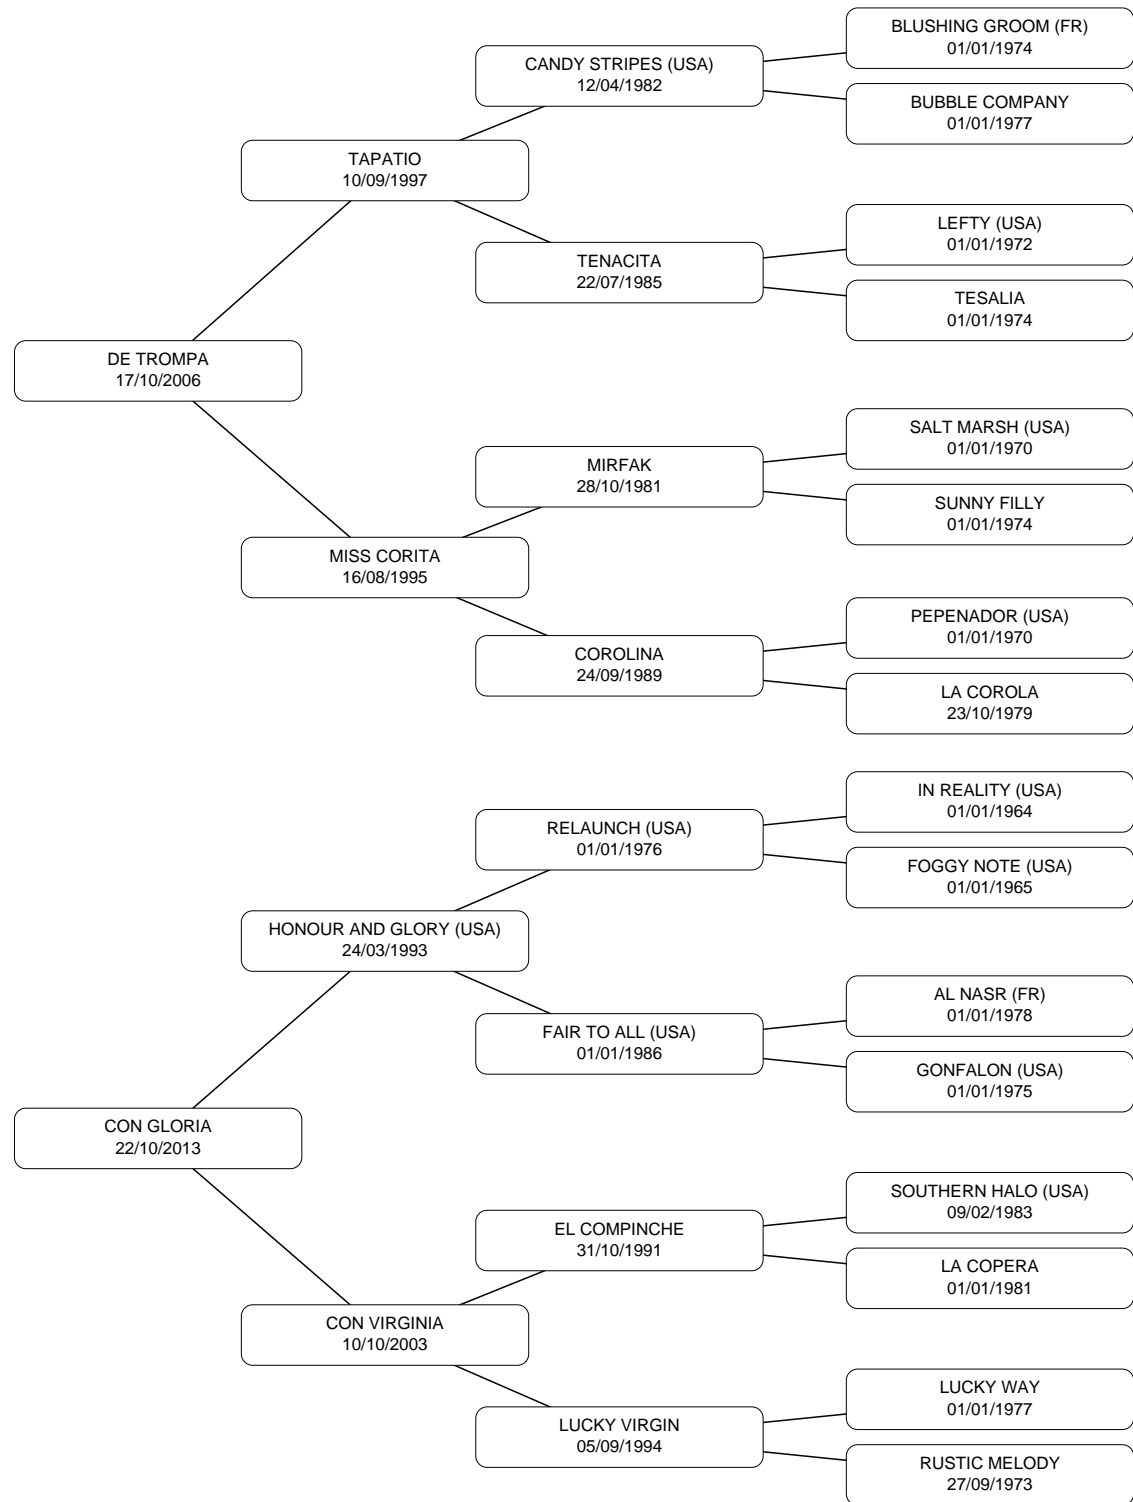 BLUSHING GROOM (FR)
01/01/1974
CANDY STRIPES (USA)
12/04/1982
BUBBLE COMPANY
01/01/1977
TAPATIO
10/09/1997
LEFTY (USA)
01/01/1972
TENACITA
22/07/1985
TESALIA
01/01/1974
DE TROMPA
17/10/2006
SALT MARSH (USA)
01/01/1970
MIRFAK
28/10/1981
SUNNY FILLY
01/01/1974
MISS CORITA
16/08/1995
PEPENADOR (USA)
01/01/1970
COROLINA
24/09/1989
LA COROLA
23/10/1979
IN REALITY (USA)
01/01/1964
RELAUNCH (USA)
01/01/1976
FOGGY NOTE (USA)
01/01/1965
HONOUR AND GLORY (USA)
24/03/1993
AL NASR (FR)
01/01/1978
FAIR TO ALL (USA)
01/01/1986
GONFALON (USA)
01/01/1975
CON GLORIA
22/10/2013
SOUTHERN HALO (USA)
09/02/1983
EL COMPINCHE
31/10/1991
LA COPERA
01/01/1981
CON VIRGINIA
10/10/2003
LUCKY WAY
01/01/1977
LUCKY VIRGIN
05/09/1994
RUSTIC MELODY
27/09/1973